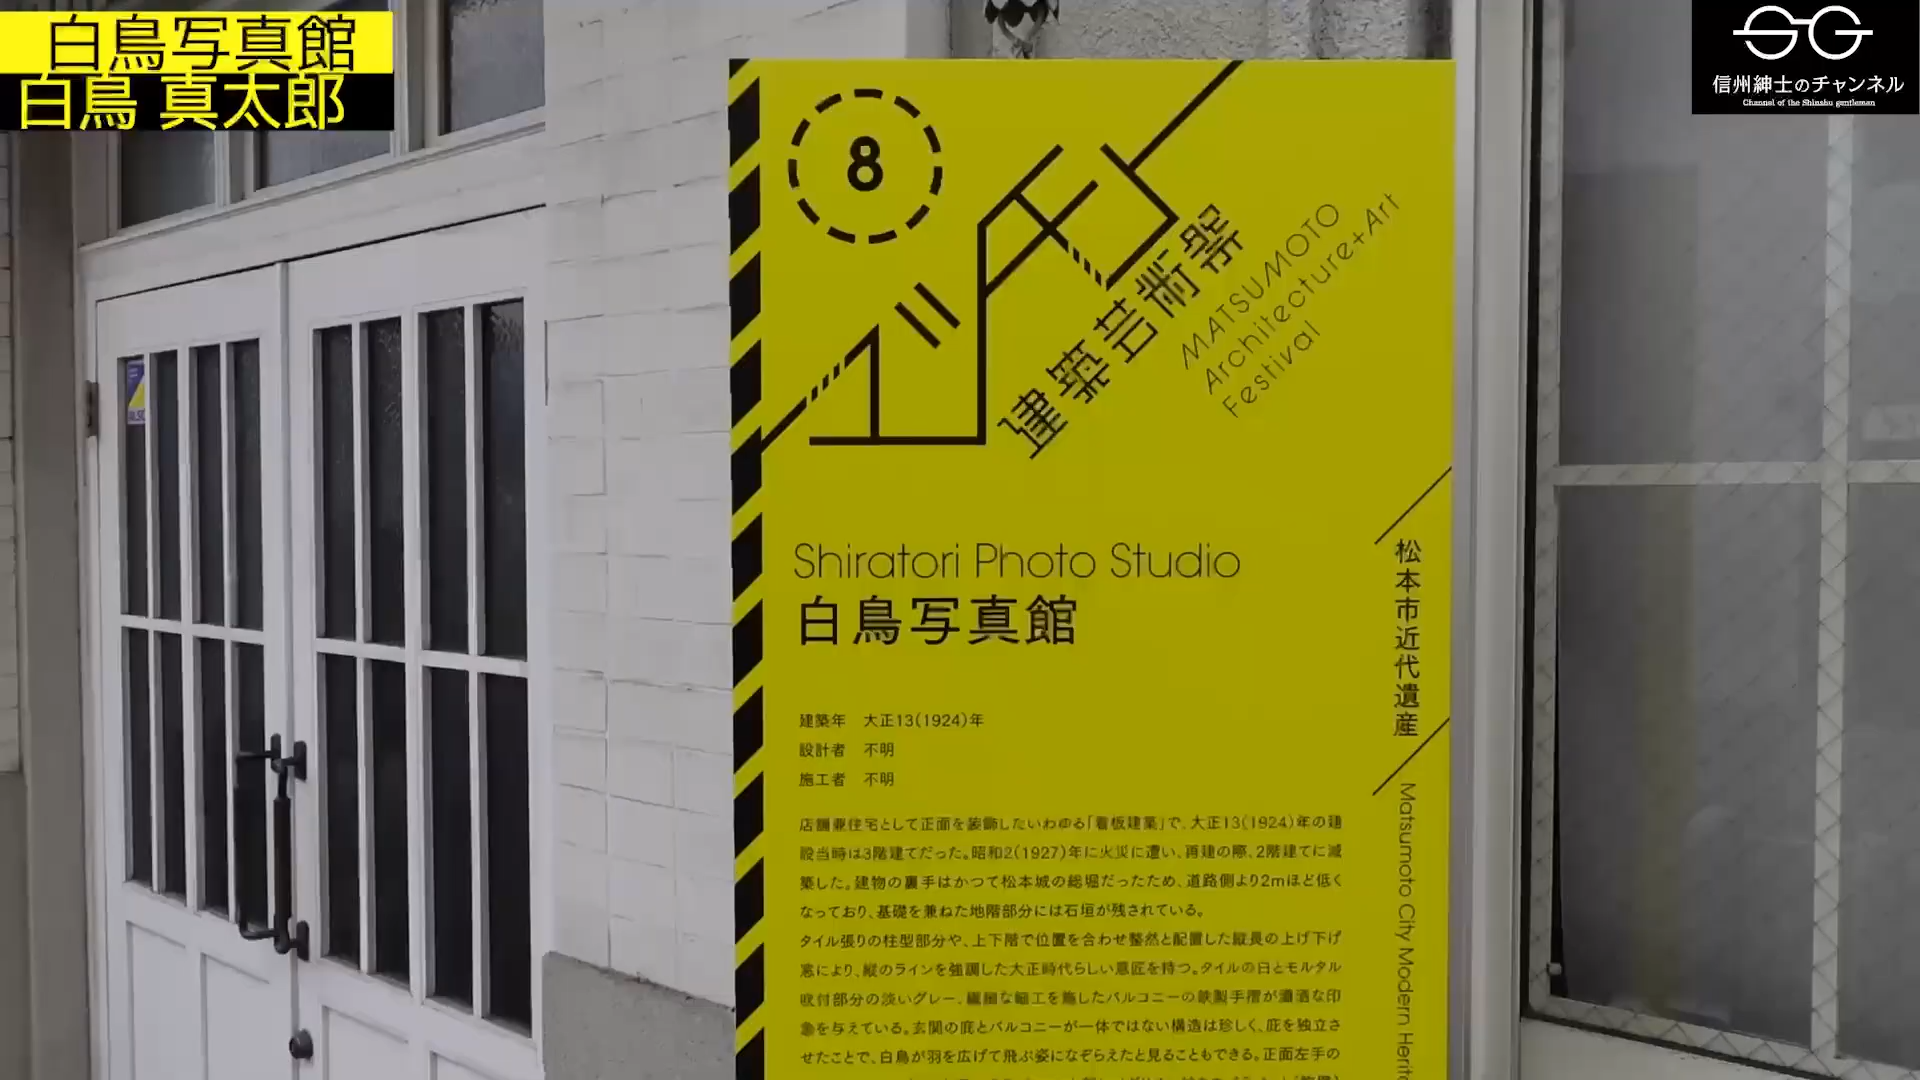 白鳥写真館
白鳥 真太郎
SG
信州紳士のチャンネル
Channel of the Shinshu gentleman
8
建築芸術祭
MATSUMOTO
Architecture+Art
Festival
Shiratori Photo Studio
白鳥写真館
建築年 大正13(1924)年
設計者 不明
施工者 不明
店舗兼住宅として正面を装飾したいわゆる「看板建築」で、大正13(1924)年の建
設当時は3階建てだった。昭和2(1927)年に火災に遭い、再建の際、2階建てに減
築した。建物の裏手はかつて松本城の総堀だったため、道路側より2mほど低く
なっており、基礎を兼ねた地階部分には石垣が残されている。
タイル張りの柱型部分や、上下階で位置を合わせ整然と配置した縦長の上げ下げ
窓により、縦のラインを強調した大正時代らしい意匠を持つ。タイルの白とモルタル
吹付部分の淡いグレー、繊細な細工を施したバルコニーの鉄製手摺が瀟洒な印
象を与えている。玄関の庇とバルコニーが一体ではない構造は珍しく、庇を独立さ
せたことで、白鳥が羽を広げて飛ぶ姿になぞらえたと見ることもできる。正面左手の
松本市近代遺産
Matsumoto City Modern Herit